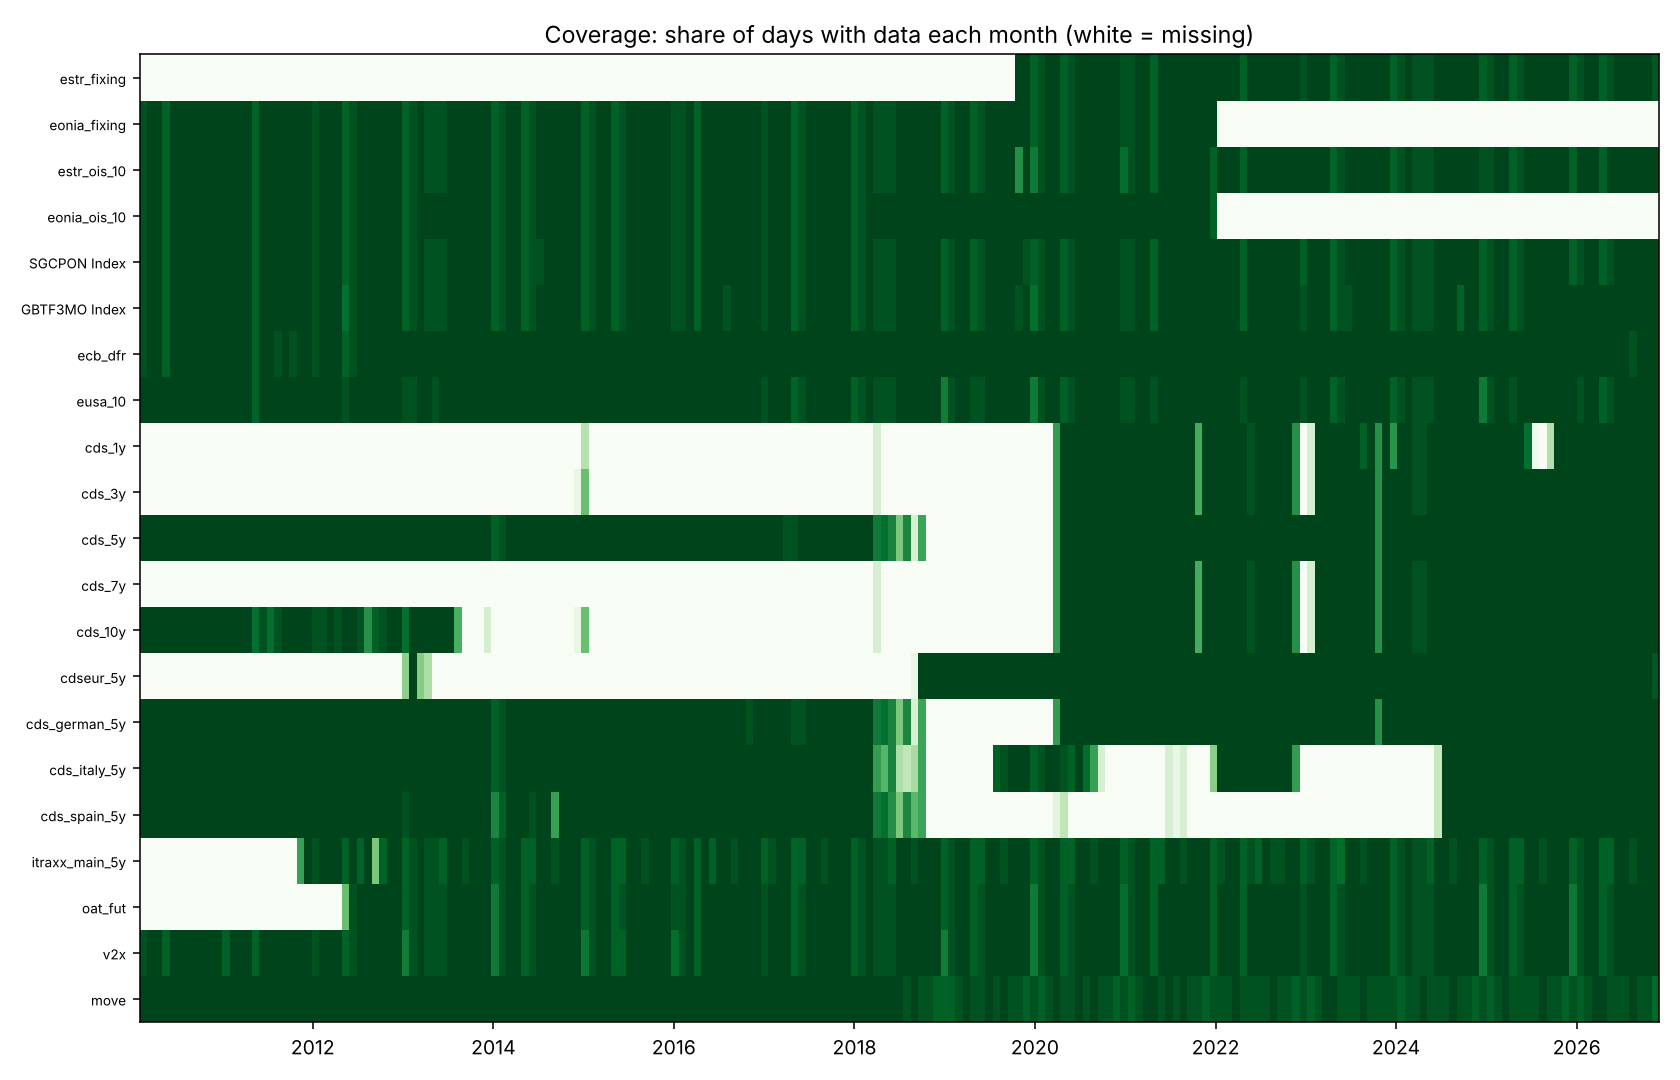 Coverage: share of days with data each month (white = missing)
estr_fixing
eonia_fixing
estr_ois_10
eonia_ois_10
SGCPON Index
GBTF3MO Index
ecb_dfr
eusa_10
cds_1y
cds_3y
cds_5y
cds_7y
cds_10y
cdseur_5y
cds_german_5y
cds_italy_5y
cds_spain_5y
itraxx_main_5y
oat_fut
v2x
move
2012 2014 2016 2018 2020 2022 2024 2026